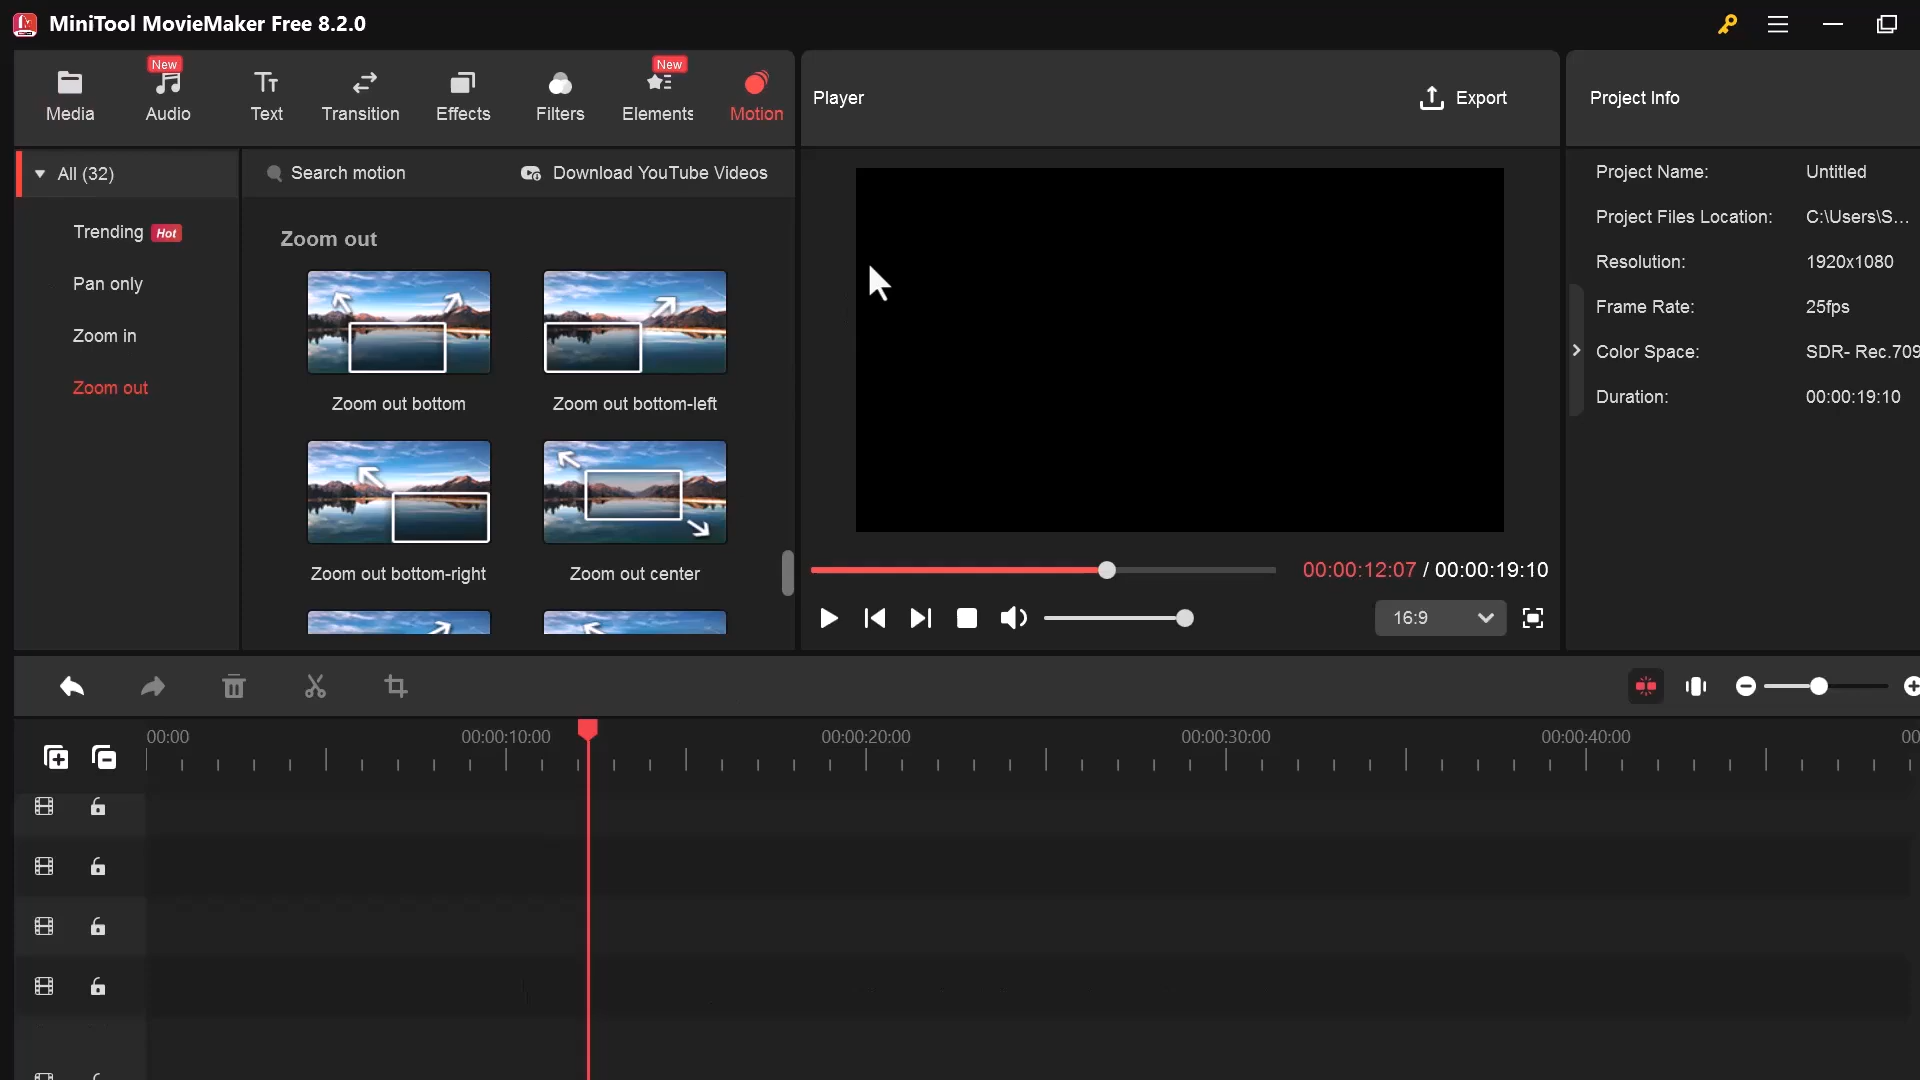 MiniTool MovieMaker Free 8.2.0
New
New
Media
Audio
Text
Transition
Effects
Filters
Elements
Motion
Player
Export
Project Info
All (32)
Search motion
Download YouTube Videos
Trending Hot
Pan only
Zoom in
Zoom out
Zoom out
Zoom out bottom
Zoom out bottom-left
Zoom out bottom-right
Zoom out center
00:00:12:07 / 00:00:19:10
16:9
Project Name: Untitled
Project Files Location: C:\Users\S...
Resolution: 1920x1080
Frame Rate: 25fps
Color Space: SDR- Rec.709
Duration: 00:00:19:10
00:00
00:00:10:00
00:00:20:00
00:00:30:00
00:00:40:00
00